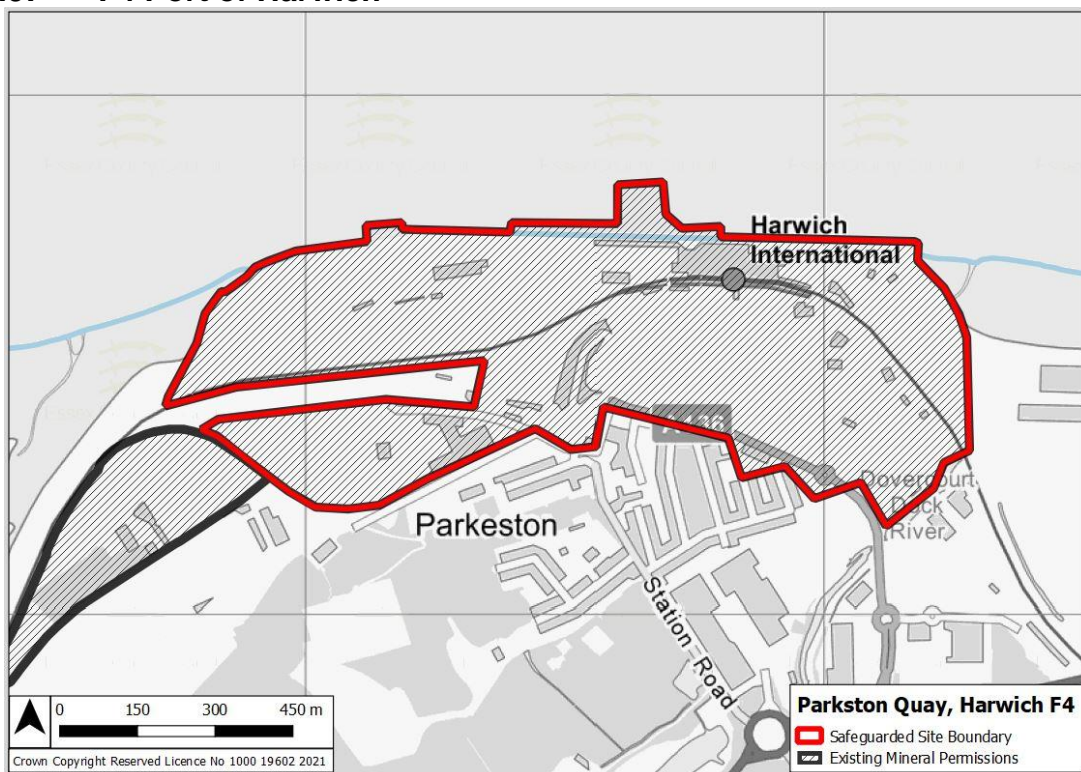 Harwich
International
Dovercourt
Dock
River
Parkeston
Station Road
0 150 300 450 m
Crown Copyright Reserved Licence No 1000 19602 2021
Parkston Quay, Harwich F4
Safeguarded Site Boundary
Existing Mineral Permissions